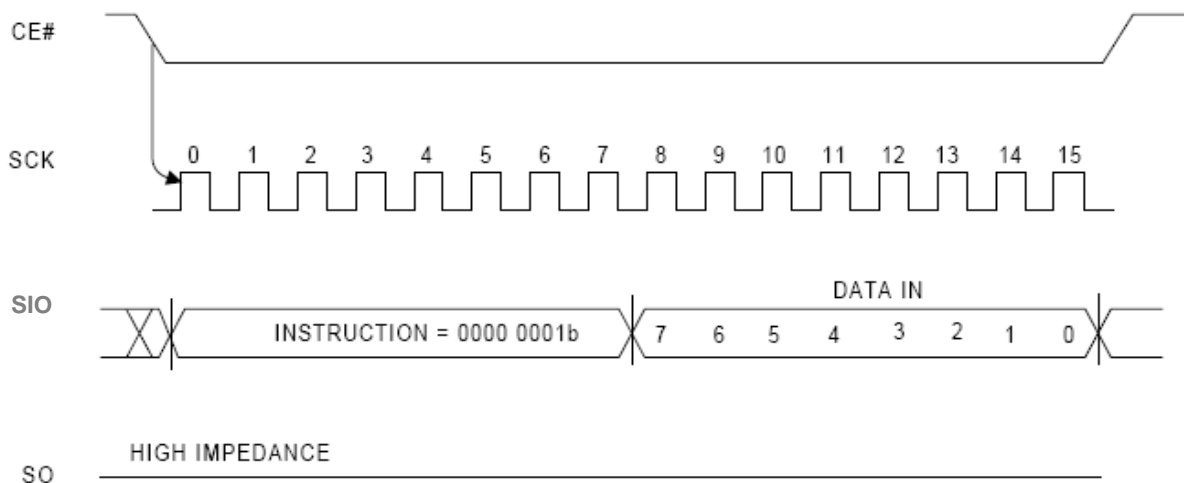 CE#
SCK 0 1 2 3 4 5 6 7 8 9 10 11 12 13 14 15
DATA IN
SIO INSTRUCTION = 0000 0001b 7 6 5 4 3 2 1 0
HIGH IMPEDANCE
SO